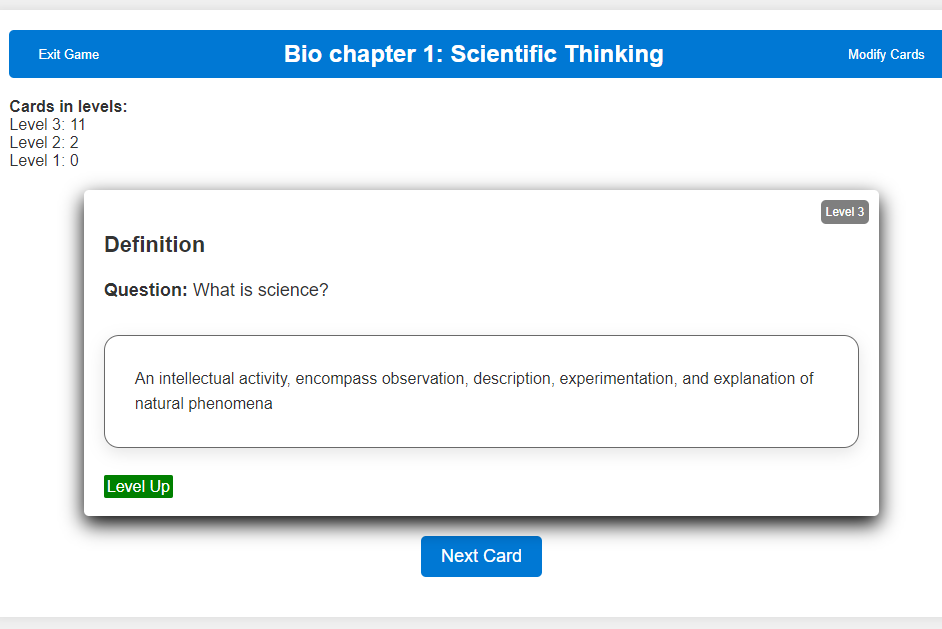 Exit Game
Bio chapter 1: Scientific Thinking
Modify Cards
Cards in levels:
Level 3: 11
Level 2: 2
Level 1: 0
Level 3
Definition
Question: What is science?
An intellectual activity, encompass observation, description, experimentation, and explanation of
natural phenomena
Level Up
Next Card